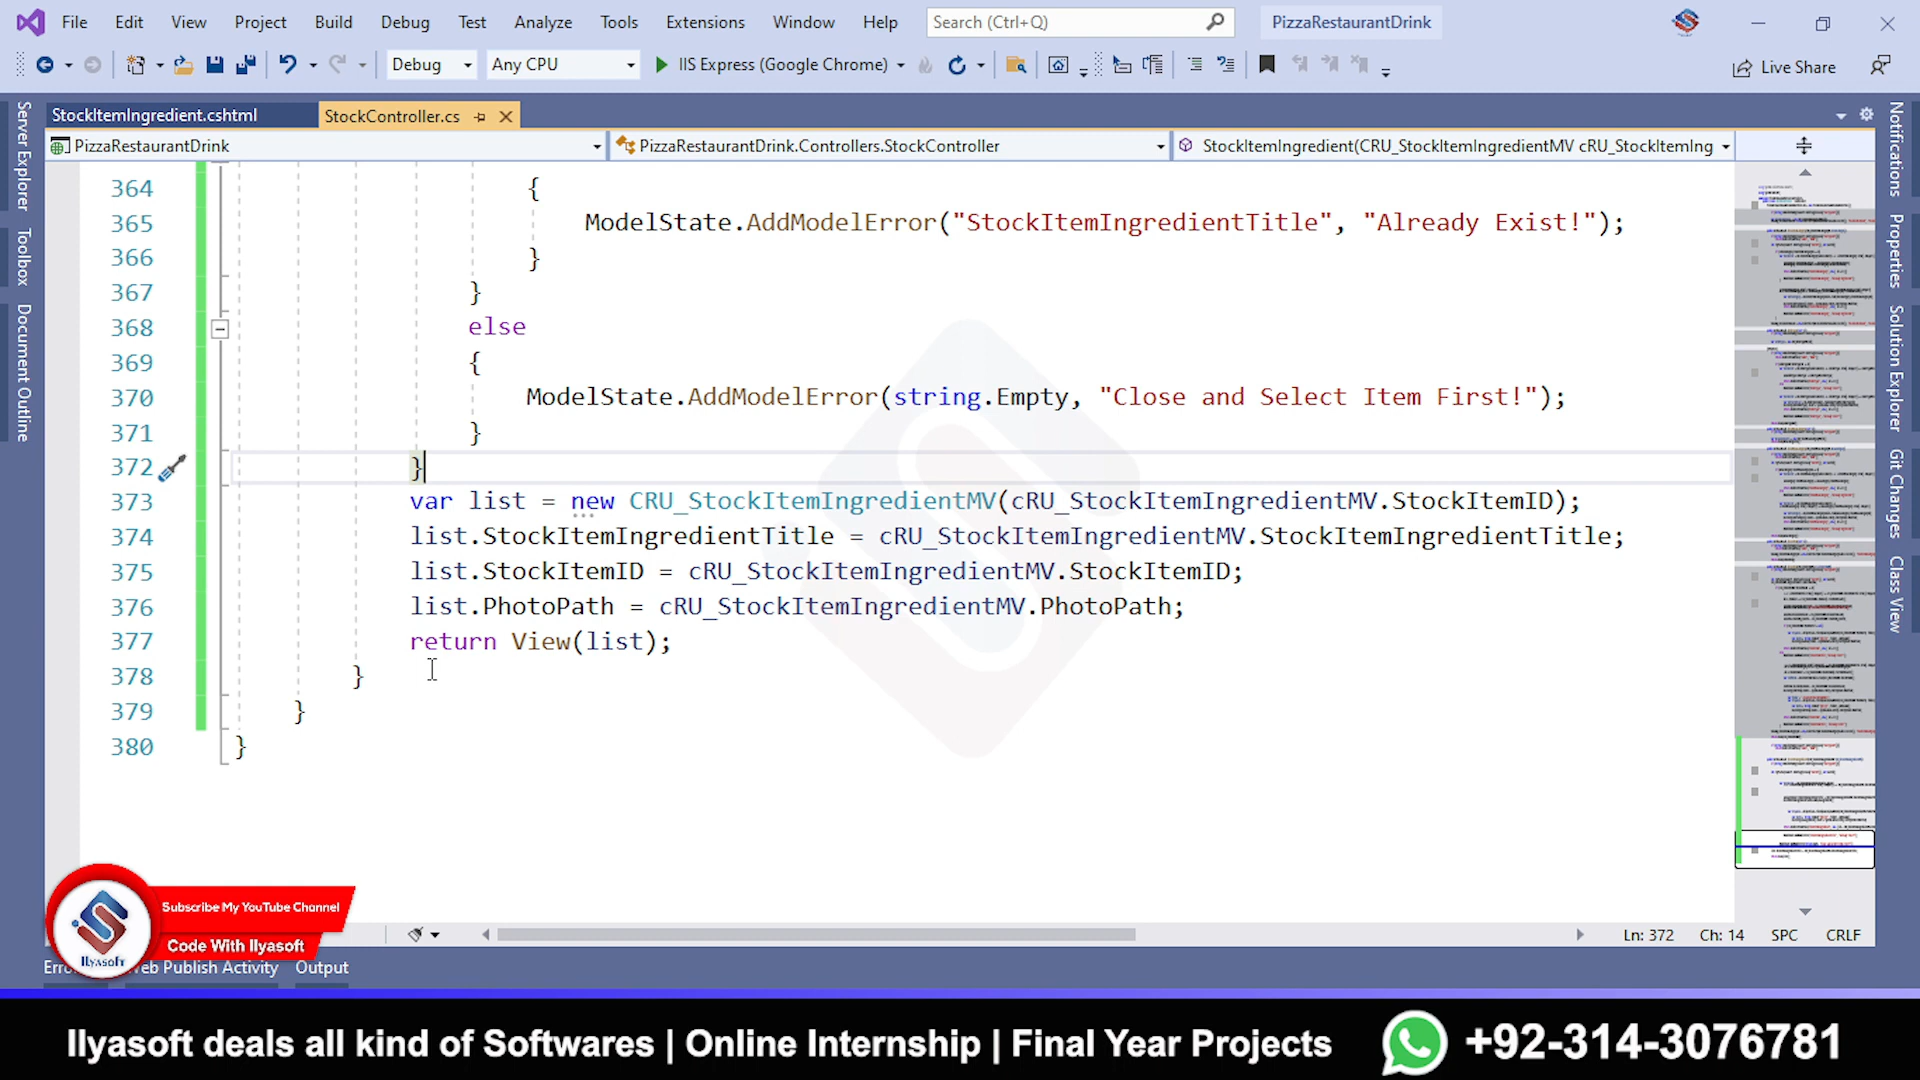 File Edit View Project Build Debug Test Analyze Tools Extensions Window Help Search (Ctrl+Q) PizzaRestaurantDrink
Debug Any CPU IIS Express (Google Chrome) Live Share
StockItemIngredient.cshtml StockController.cs
PizzaRestaurantDrink PizzaRestaurantDrink.Controllers.StockController StockItemIngredient(CRU_StockItemIngredientMV cRU_StockItemIng
Server Explorer
Toolbox
Document Outline
364 {
365 ModelState.AddModelError("StockItemIngredientTitle", "Already Exist!");
366 }
367 }
368 else
369 {
370 ModelState.AddModelError(string.Empty, "Close and Select Item First!");
371 }
372 }
373 var list = new CRU_StockItemIngredientMV(cRU_StockItemIngredientMV.StockItemID);
374 list.StockItemIngredientTitle = cRU_StockItemIngredientMV.StockItemIngredientTitle;
375 list.StockItemID = cRU_StockItemIngredientMV.StockItemID;
376 list.PhotoPath = cRU_StockItemIngredientMV.PhotoPath;
377 return View(list);
378 }
379 }
380 }
Notifications
Properties
Solution Explorer
Git Changes
Class View
Ln: 372 Ch: 14 SPC CRLF
Subscribe My YouTube Channel
Code With Ilyasoft
Ilyasoft
Web Publish Activity Output
Ilyasoft deals all kind of Softwares | Online Internship | Final Year Projects +92-314-3076781